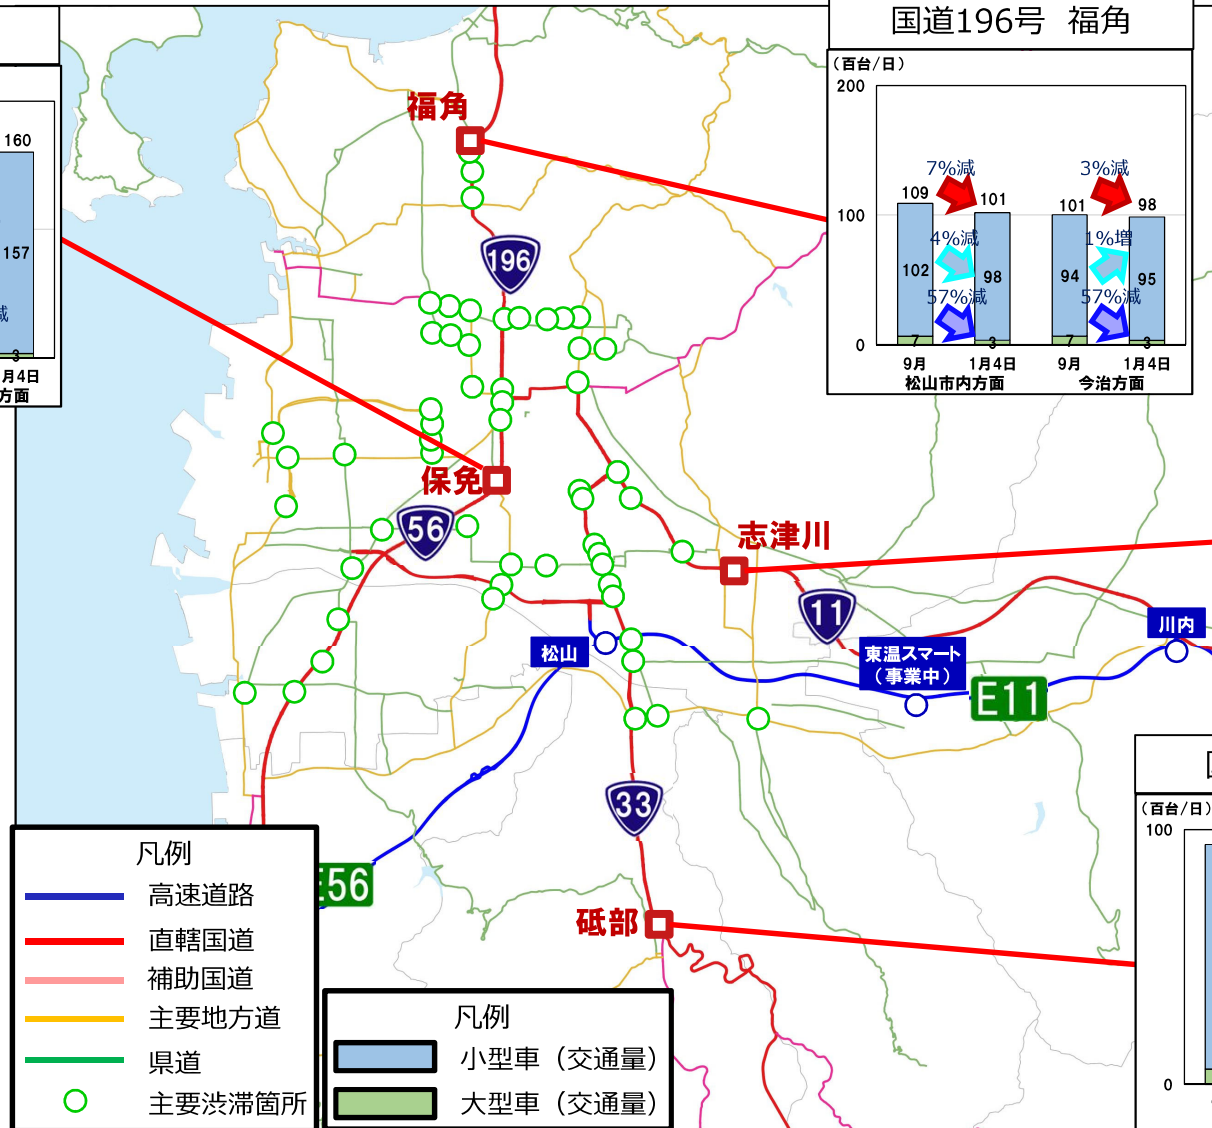 国道196号 福角
（百台/日）
200
100
0
7%減
109
101
4%減
102
98
57%減
7
3
9月
1月4日
松山市内方面
3%減
101
98
1%増
94
95
57%減
7
3
9月
1月4日
今治方面
160
157
減
3
月4日
方面
福角
196
保免
56
志津川
11
松山
東温スマート
（事業中）
川内
E11
33
E56
砥部
（百台/日）
100
0
凡例
高速道路
直轄国道
補助国道
主要地方道
県道
主要渋滞箇所
凡例
小型車（交通量）
大型車（交通量）